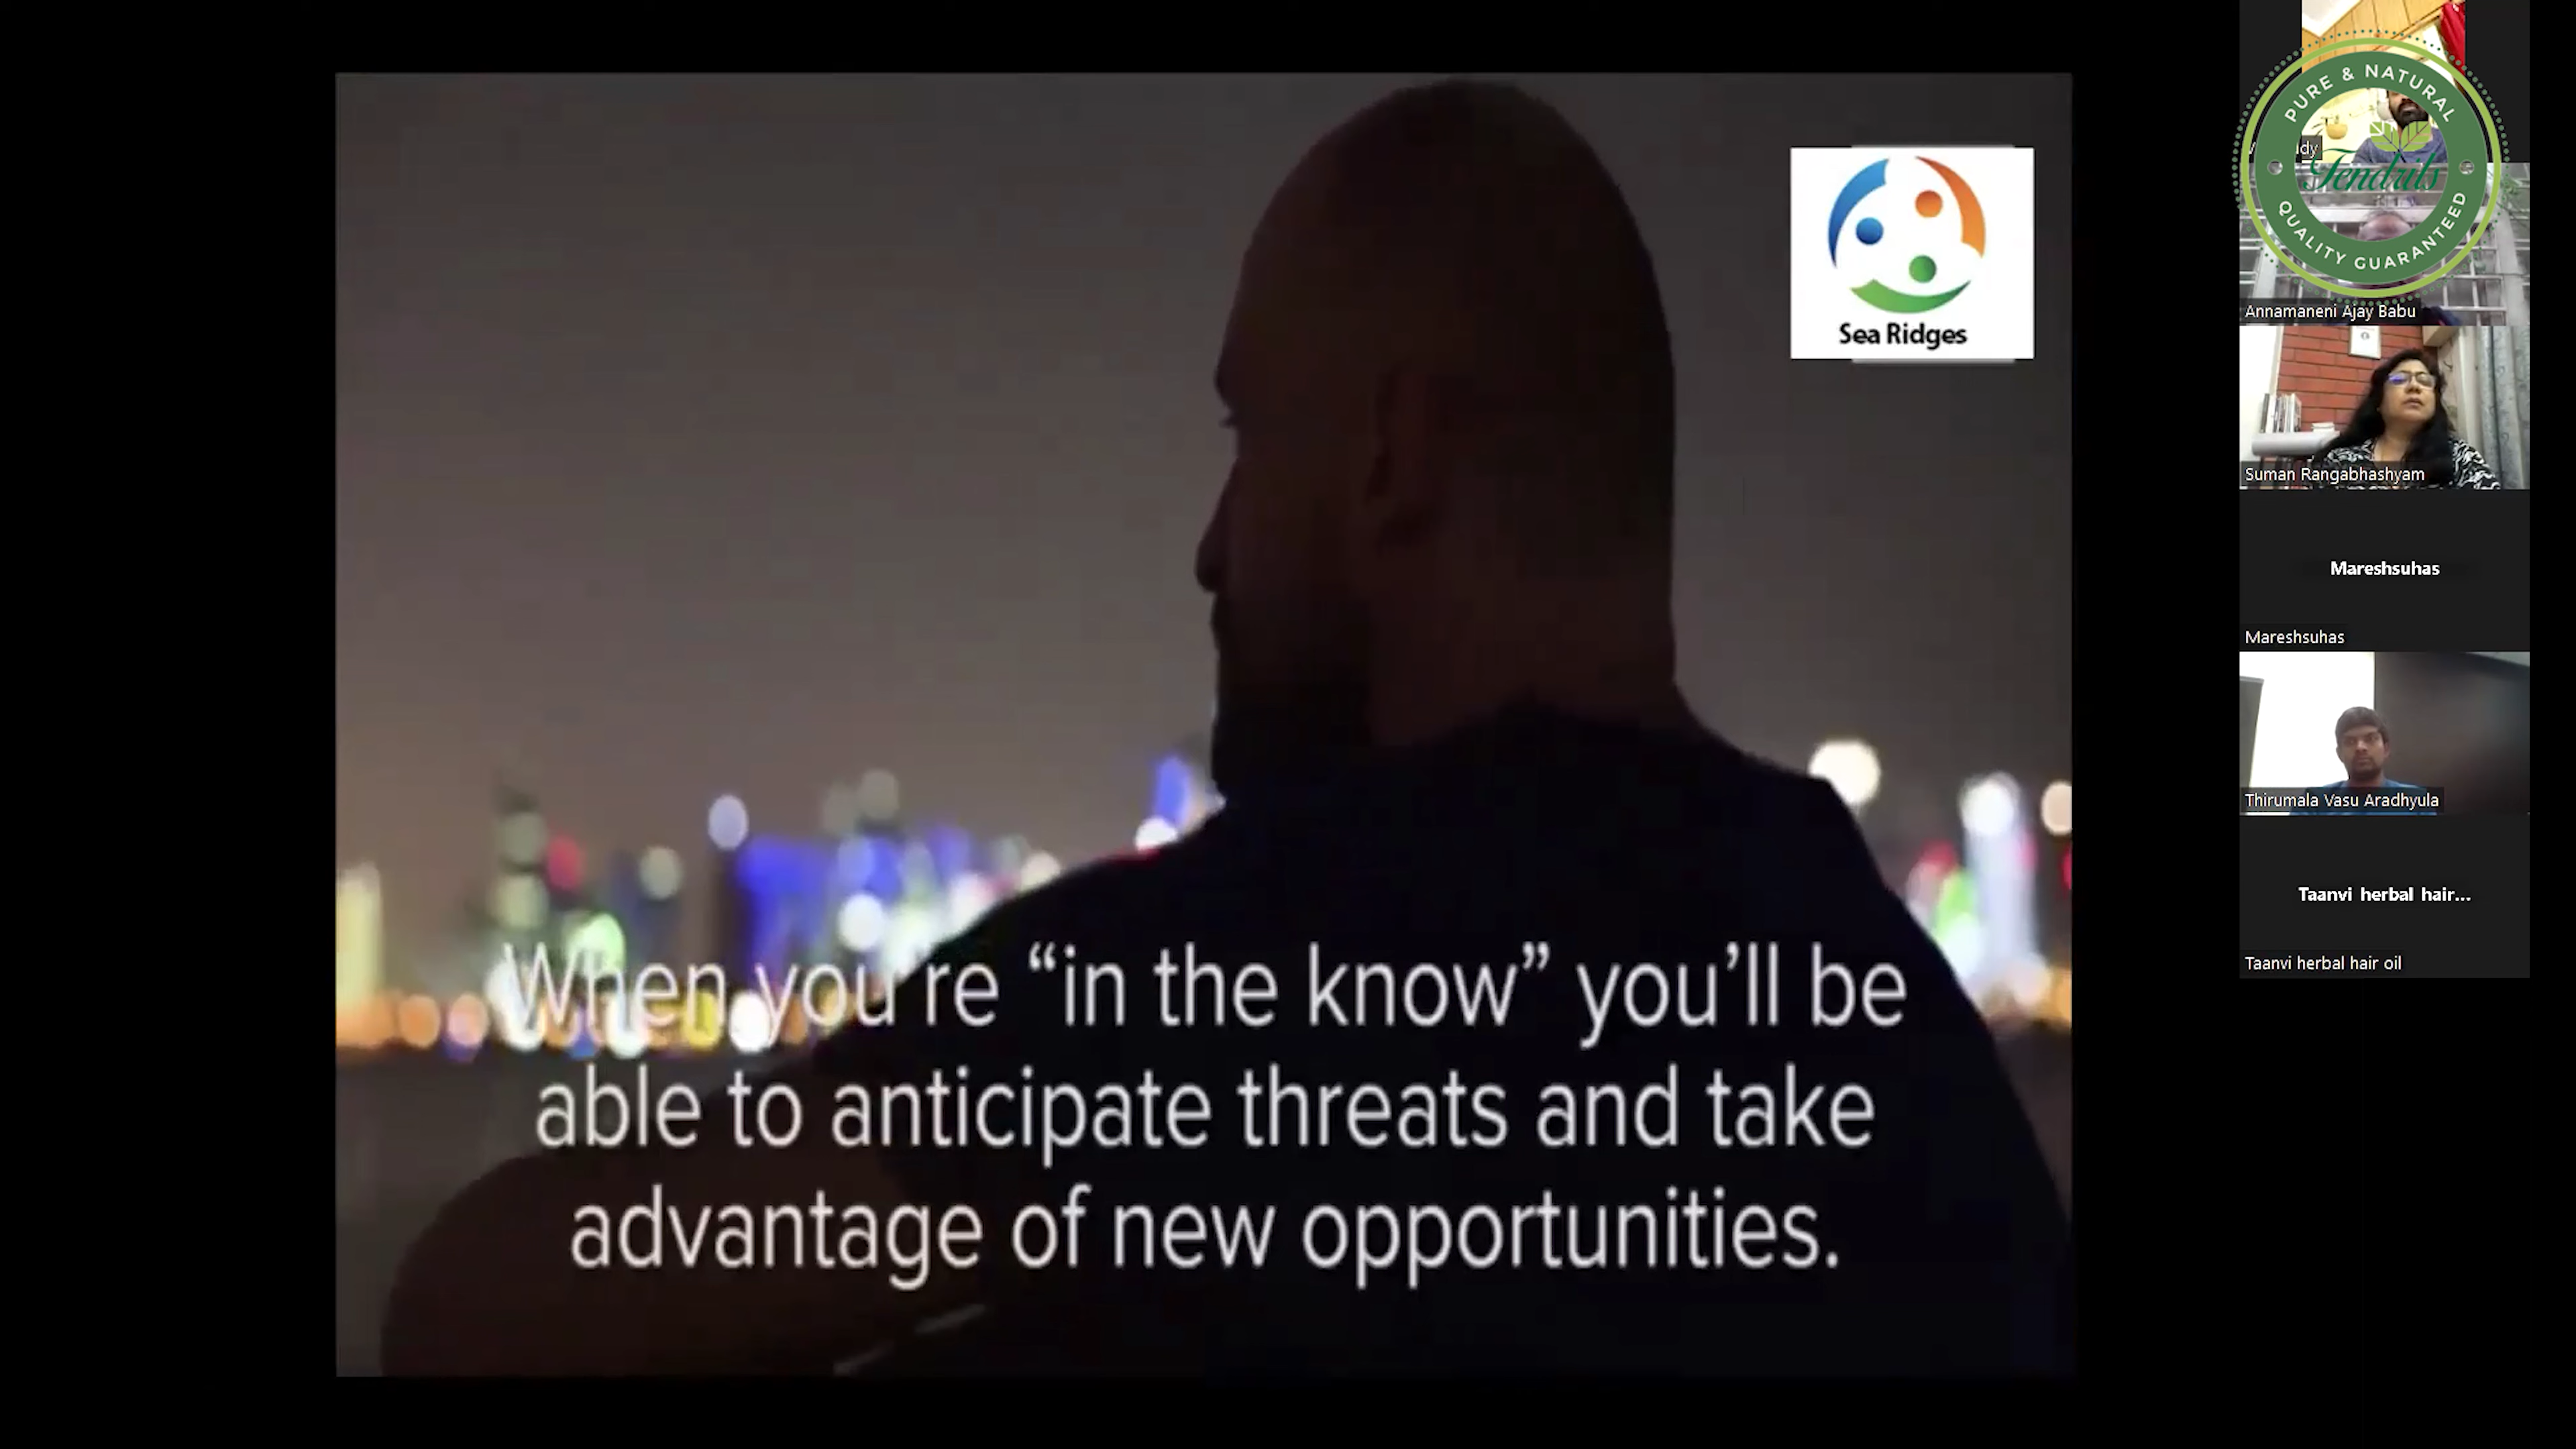 Sea Ridges
When you're “in the know” you'll be
able to anticipate threats and take
advantage of new opportunities.
PURE & NATURAL
Tendrils
QUALITY GUARANTEED
Annamaneni Ajay Babu
Suman Rangabhashyam
Mareshsuhas
Mareshsuhas
Thirumala Vasu Aradhyula
Taanvi herbal hair...
Taanvi herbal hair oil